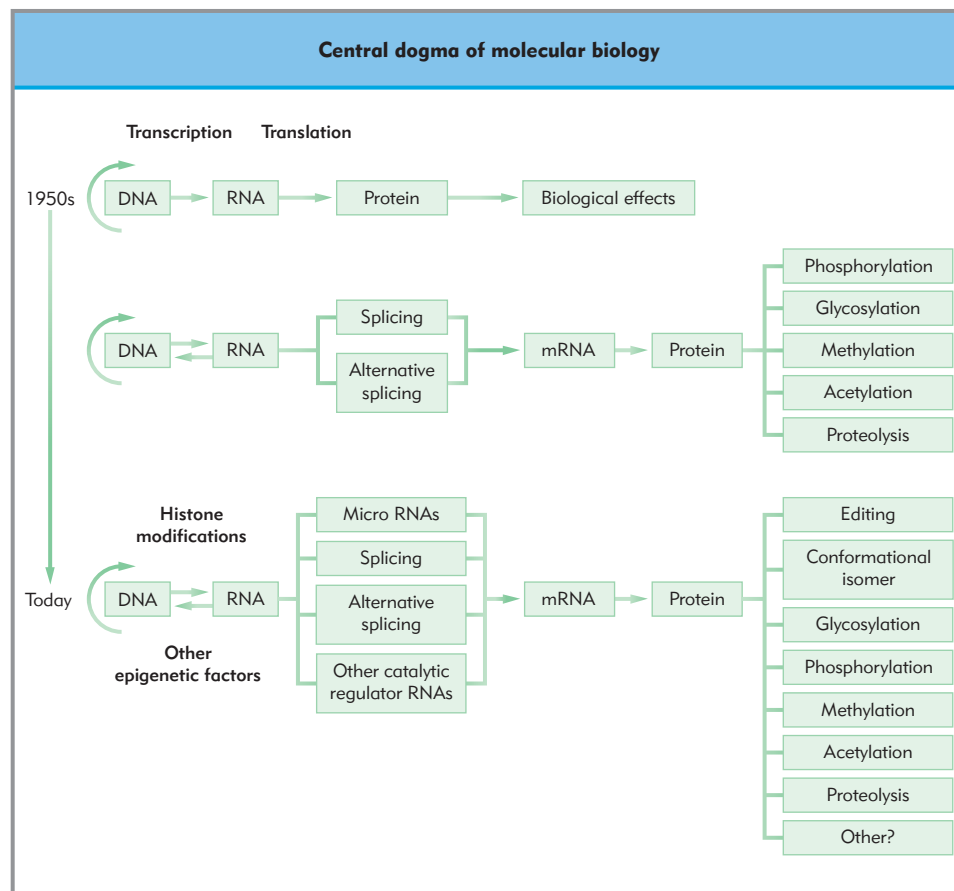 Central dogma of molecular biology
Transcription
Translation
1950s
DNA
RNA
Protein
Biological effects
DNA
RNA
Splicing
Alternative
splicing
mRNA
Protein
Phosphorylation
Glycosylation
Methylation
Acetylation
Proteolysis
Histone
modifications
Today
DNA
RNA
Other
epigenetic factors
Micro RNAs
Splicing
Alternative
splicing
Other catalytic
regulator RNAs
mRNA
Protein
Editing
Conformational
isomer
Glycosylation
Phosphorylation
Methylation
Acetylation
Proteolysis
Other?